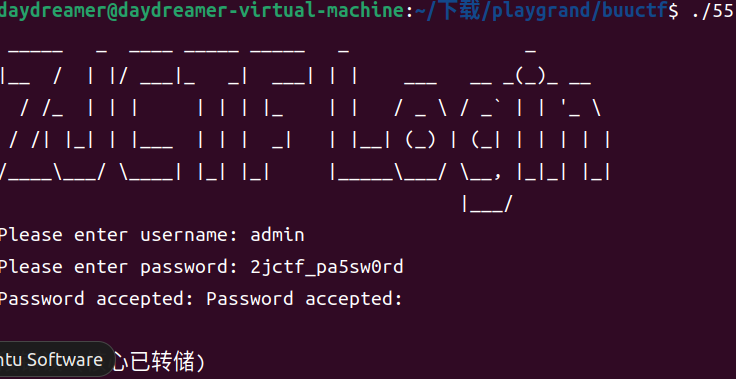 daydreamer@daydreamer-virtual-machine:~/下载/playgrand/buuctf$ ./55
 _____   _  ____ _____ _____   _                 _
|__  /  | |/ ___|_   _|  ___| | |    ___   __ _(_)_ __
  / /_  | | |     | | | |_    | |   / _ \ / _` | | '_ \
 / /| |_| | |___  | | |  _|   | |__| (_) | (_| | | | | |
/____\___/ \____| |_| |_|     |_____\___/ \__, |_|_| |_|
                                          |___/
Please enter username: admin
Please enter password: 2jctf_pa5sw0rd
Password accepted: Password accepted:
ntu Software
心已转储)